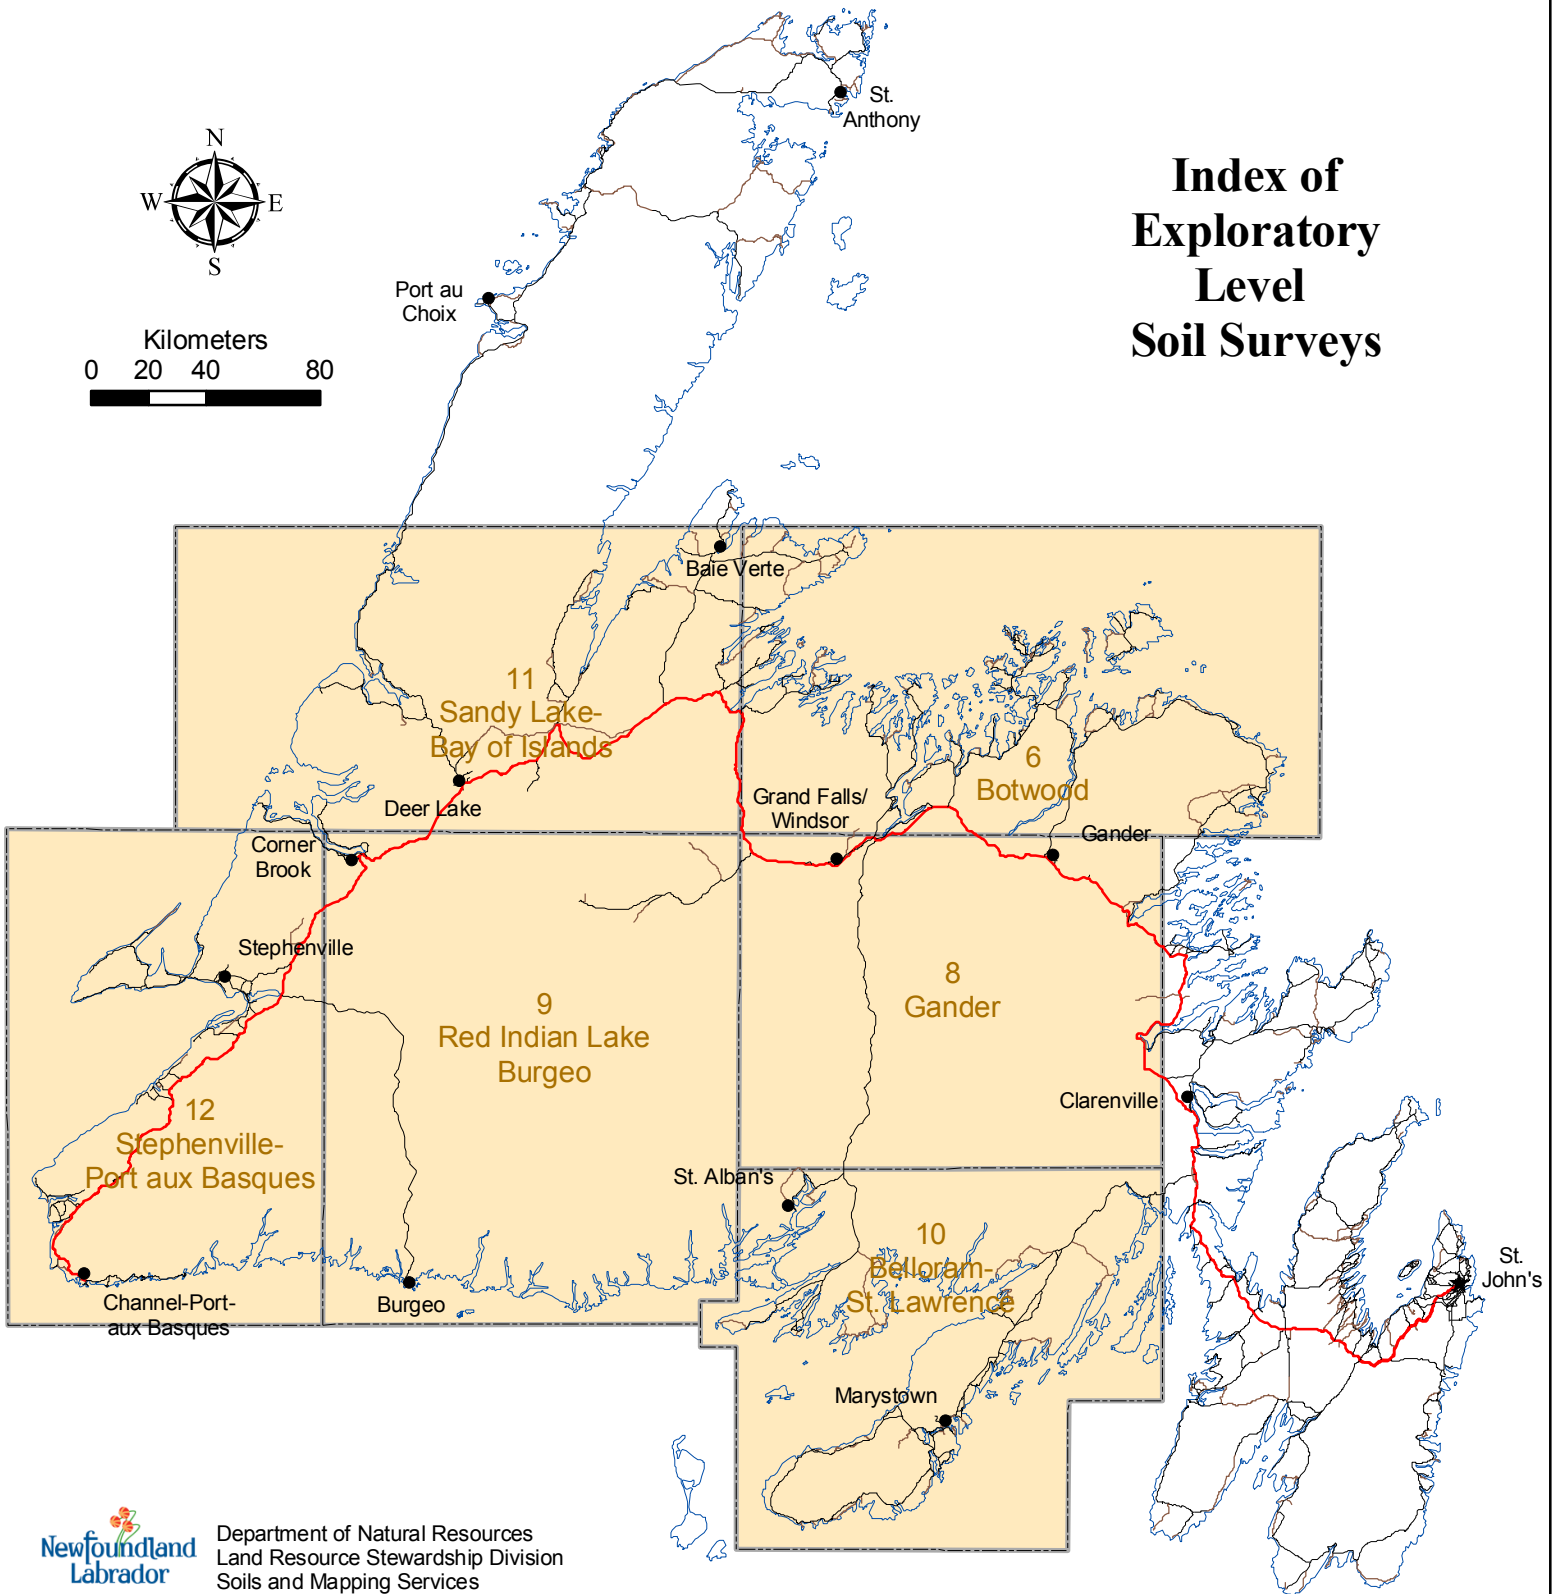 Index of
Exploratory
Level
Soil Surveys
N
W
E
S
Kilometers
0 20 40 80
St.
Anthony
Port au
Choix
Baie Verte
11
Sandy Lake-
Bay of Islands
Deer Lake
6
Botwood
Grand Falls/
Windsor
Gander
Corner
Brook
Stephenville
9
Red Indian Lake
Burgeo
8
Gander
12
Stephenville-
Port aux Basques
Clarenville
St. Alban's
10
Belloram-
St. Lawrence
St.
John's
Channel-Port-
aux Basques
Burgeo
Marystown
Newfoundland
Labrador
Department of Natural Resources
Land Resource Stewardship Division
Soils and Mapping Services